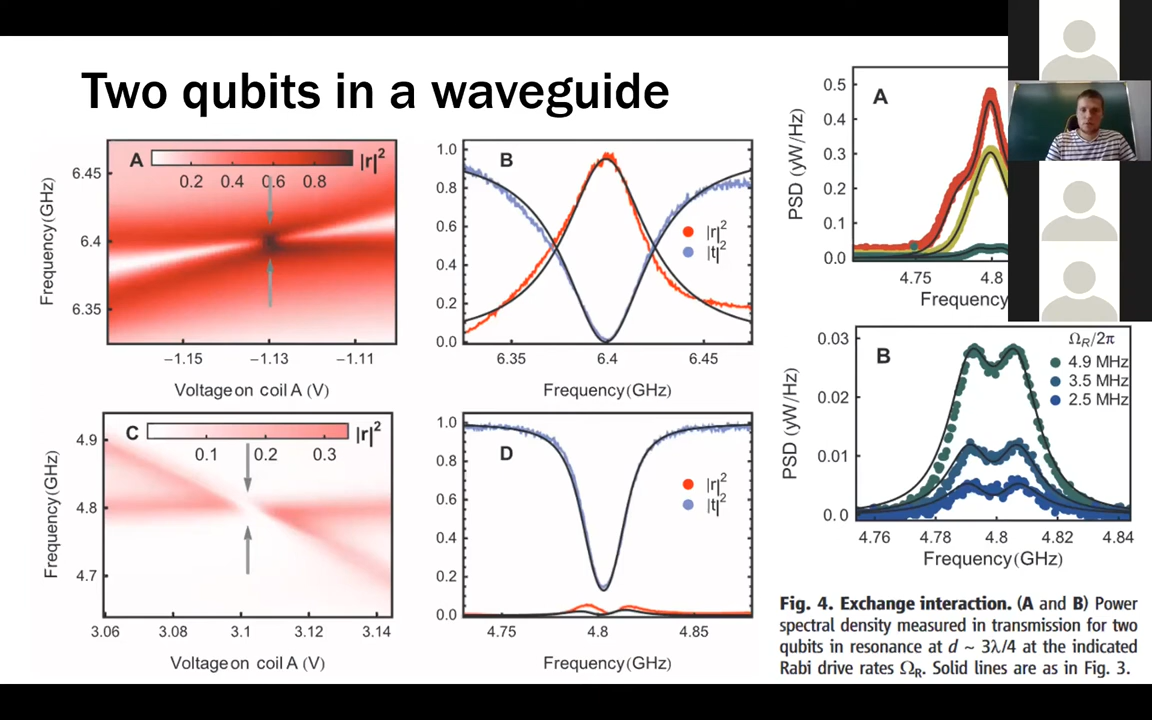 Two qubits in a waveguide
A
|r|²
0.2 0.4 0.6 0.8
6.45
6.4
6.35
Frequency(GHz)
−1.15 −1.13 −1.11
Voltage on coil A (V)
B
1.0
0.8
0.6
0.4
0.2
0.0
|r|²
|t|²
6.35 6.4 6.45
Frequency(GHz)
C
|r|²
0.1 0.2 0.3
4.9
4.8
4.7
Frequency(GHz)
3.06 3.08 3.1 3.12 3.14
Voltage on coil A (V)
D
1.0
0.8
0.6
0.4
0.2
0.0
|r|²
|t|²
4.75 4.8 4.85
Frequency(GHz)
A
0.5
0.4
0.3
0.2
0.1
0.0
PSD (yW/Hz)
4.75 4.8
Frequency
B
0.03
0.02
0.01
0.0
PSD (yW/Hz)
Ω_R/2π
4.9 MHz
3.5 MHz
2.5 MHz
4.76 4.78 4.8 4.82 4.84
Frequency(GHz)
Fig. 4. Exchange interaction. (A and B) Power
spectral density measured in transmission for two
qubits in resonance at d ~ 3λ/4 at the indicated
Rabi drive rates Ω_R. Solid lines are as in Fig. 3.